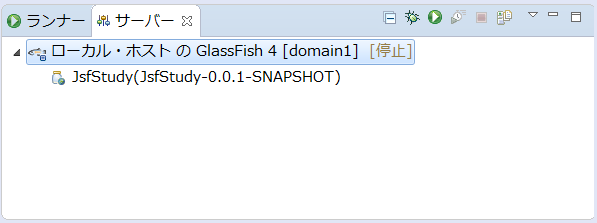 ランナー サーバー
ローカル・ホスト の GlassFish 4 [domain1] [停止]
JsfStudy(JsfStudy-0.0.1-SNAPSHOT)